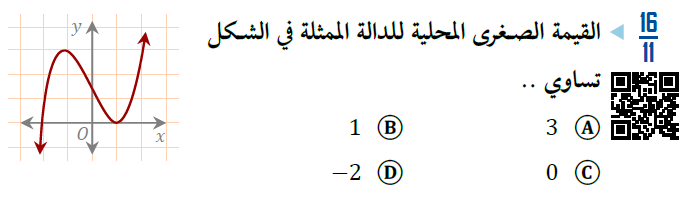 16/11 القيمة الصغرى المحلية للدالة الممثلة في الشكل
تساوي ..
A 3 B 1
C 0 D −2
y
O x